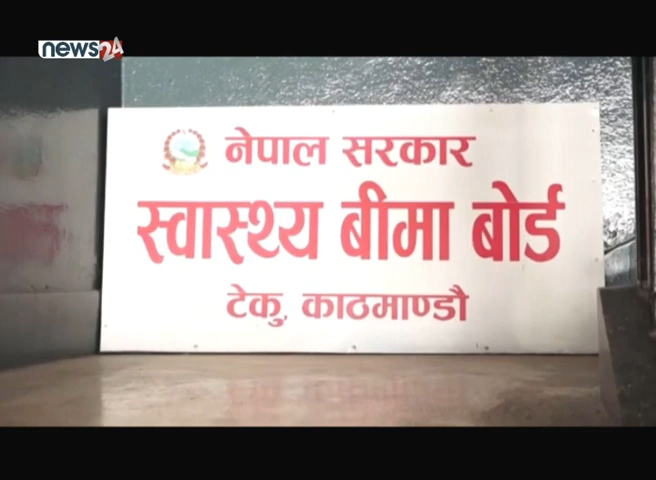 news24
नेपाल सरकार
स्वास्थ्य बीमा बोर्ड
टेकु, काठमाण्डौ